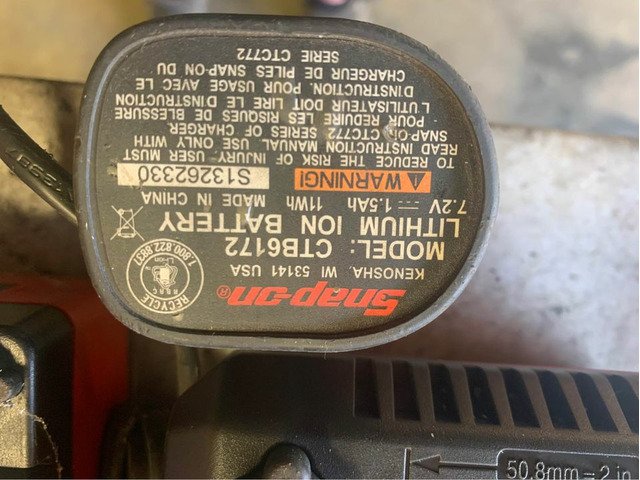 Snap-on®
KENOSHA, WI 53141 USA
MODEL: CTB6172
LITHIUM ION BATTERY
7.2V 1.5Ah 11Wh MADE IN CHINA
WARNING! S13262330
TO REDUCE THE RISK OF INJURY: USER MUST
READ INSTRUCTION MANUAL. USE ONLY WITH
SNAP-ON CTC772 SERIES OF CHARGER.
POUR REDUIRE LES RISQUES DE BLESSURE
L'UTILISATEUR DOIT LIRE LE D'INSTRUCTION
D'INSTRUCTION. POUR USAGE AVEC LE
CHARGEUR DE PILES SNAP-ON DU
SERIE CTC772
RECYCLE
RBRC
Li-ion
1.800.822.8837
50.8mm=2 in